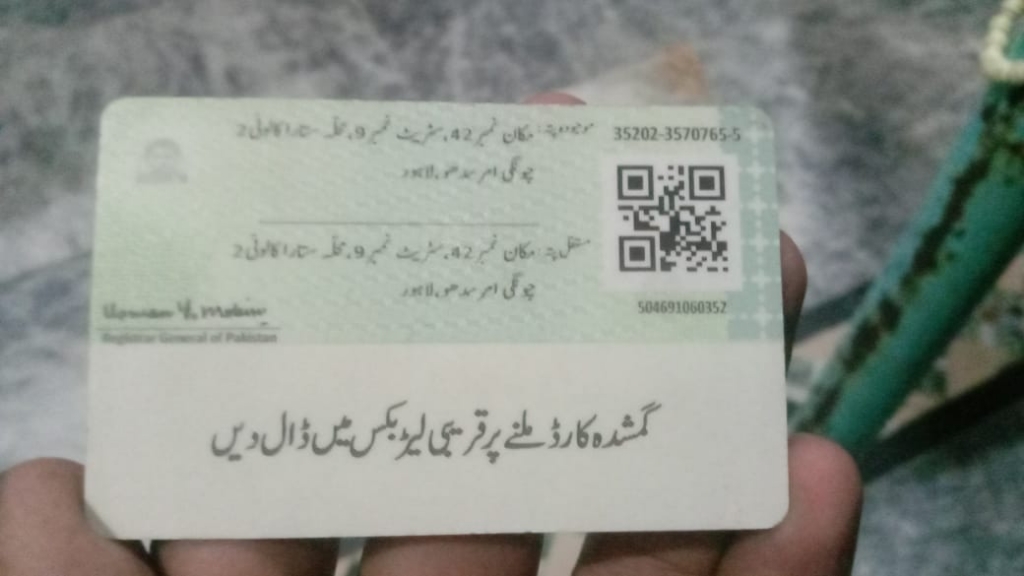 موجودہ پتہ: مکان نمبر 42، سٹریٹ نمبر 9، محلہ ستارا کالونی 2
چونگی امر سدھو، لاہور
35202-3570765-5
مستقل پتہ: مکان نمبر 42، سٹریٹ نمبر 9، محلہ ستارا کالونی 2
چونگی امر سدھو، لاہور
504691060352
Registrar General of Pakistan
گمشدہ کارڈ ملنے پر قریبی لیٹر بکس میں ڈال دیں